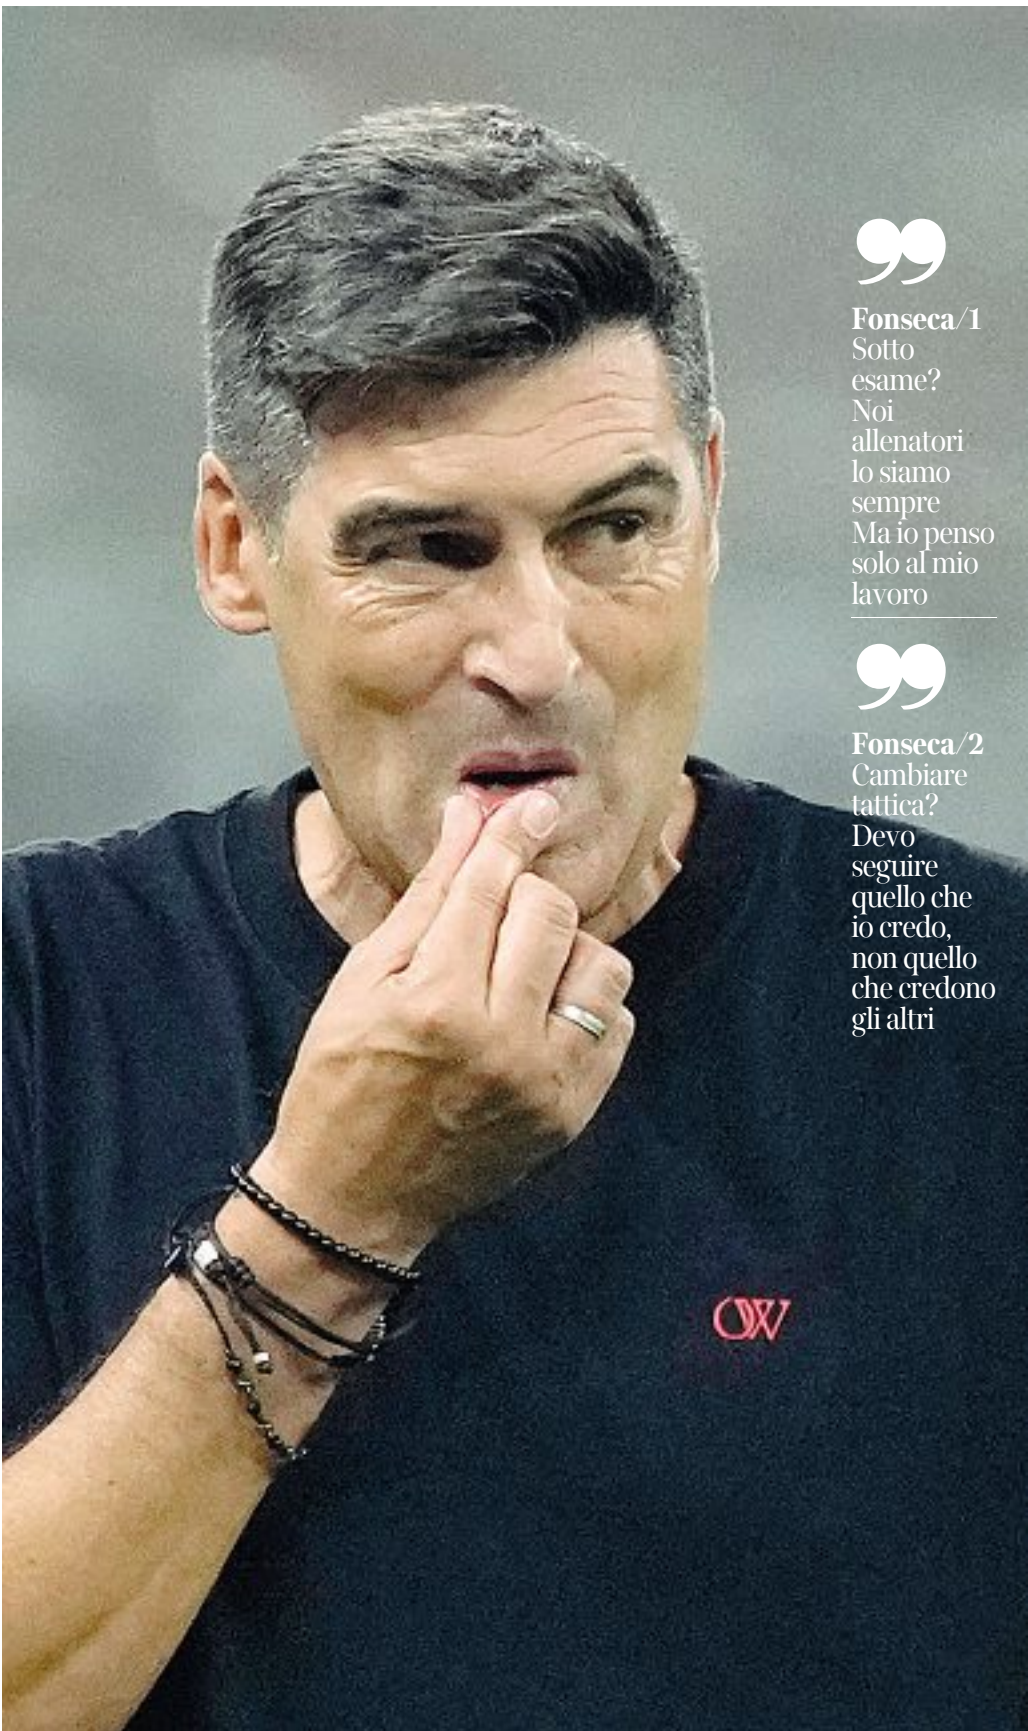 Fonseca/1
Sotto
esame?
Noi
allenatori
lo siamo
sempre
Ma io penso
solo al mio
lavoro
Fonseca/2
Cambiare
tattica?
Devo
seguire
quello che
io credo,
non quello
che credono
gli altri
OW